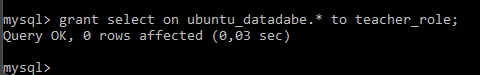 mysql> grant select on ubuntu_datadabe.* to teacher_role;
Query OK, 0 rows affected (0,03 sec)
mysql>